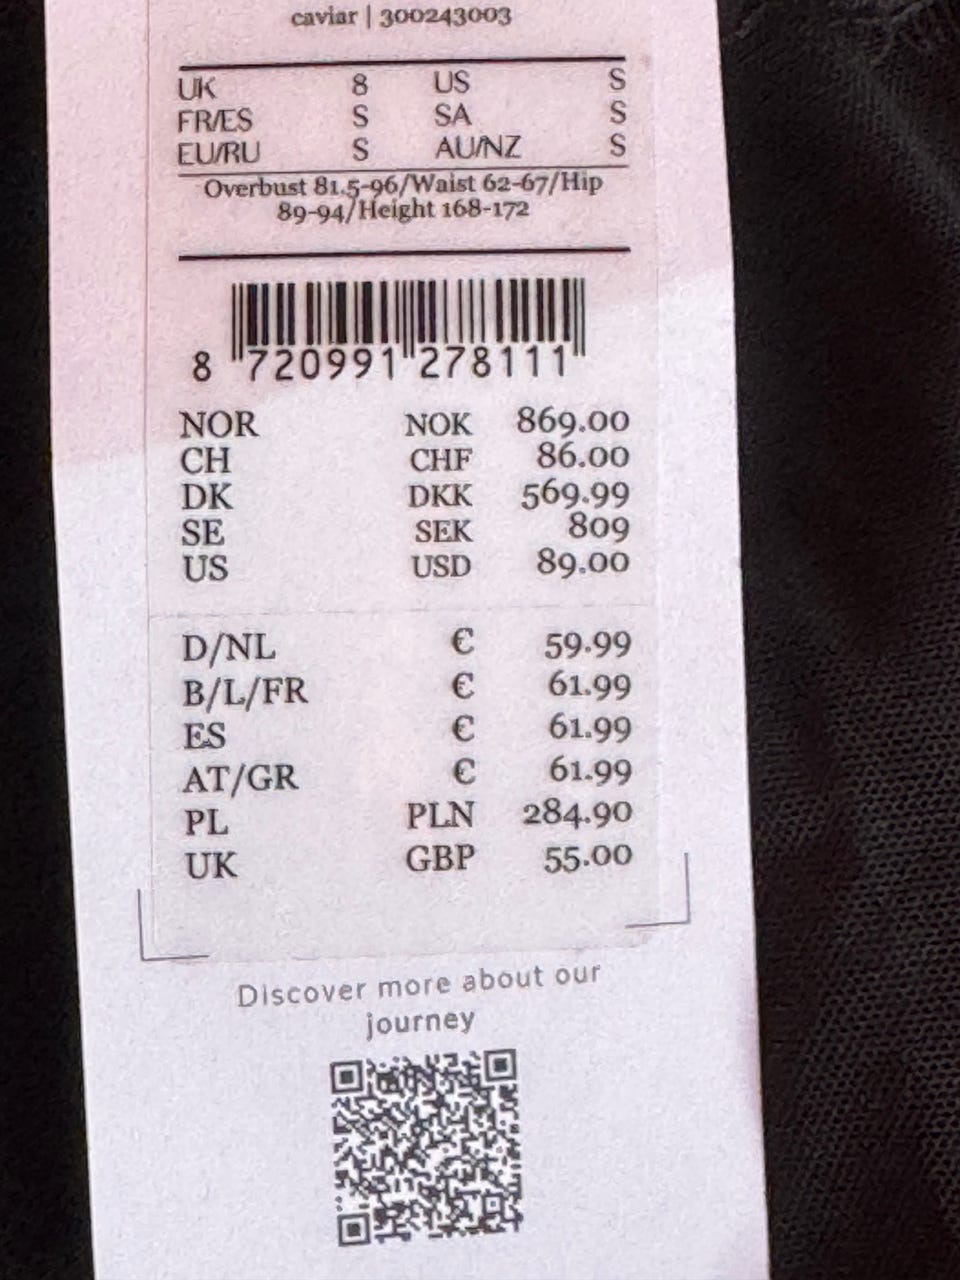 caviar | 300243003
UK 8 US S
FR/ES S SA S
EU/RU S AU/NZ S
Overbust 81.5-96/Waist 62-67/Hip
89-94/Height 168-172
8 720991 278111
NOR NOK 869.00
CH CHF 86.00
DK DKK 569.99
SE SEK 809
US USD 89.00
D/NL € 59.99
B/L/FR € 61.99
ES € 61.99
AT/GR € 61.99
PL PLN 284.90
UK GBP 55.00
Discover more about our
journey